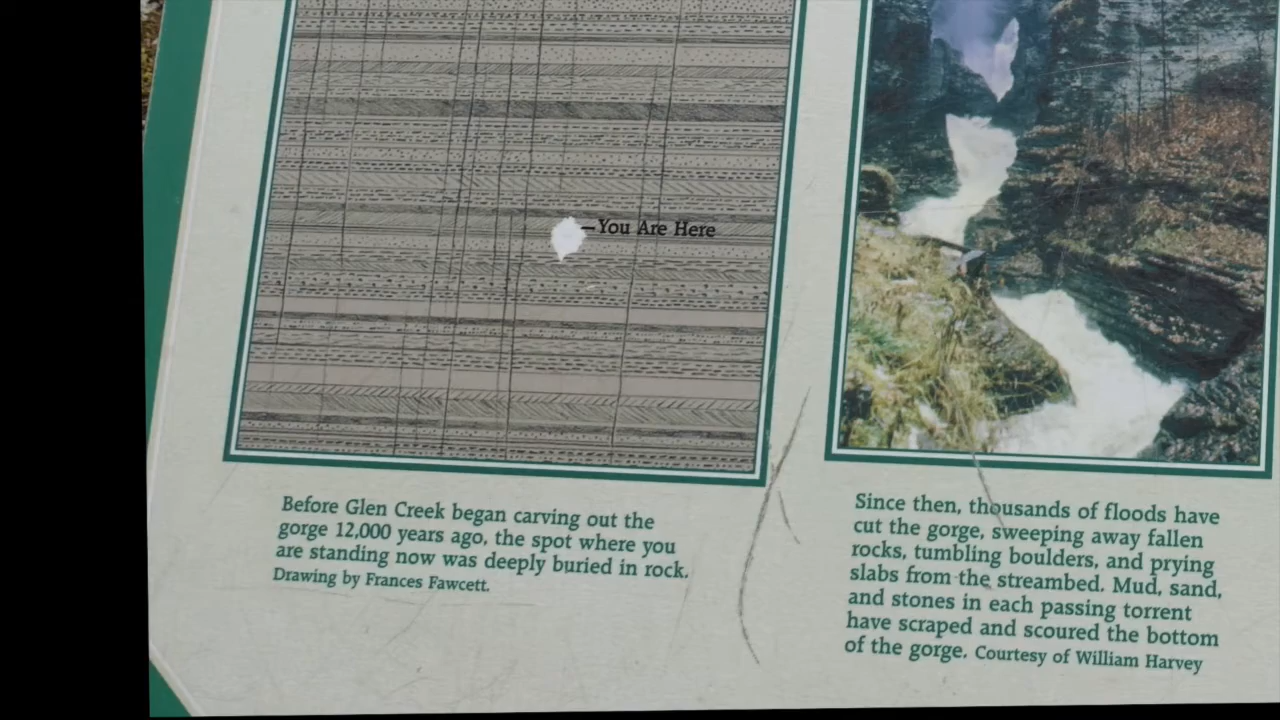 You Are Here
Before Glen Creek began carving out the
gorge 12,000 years ago, the spot where you
are standing now was deeply buried in rock.
Drawing by Frances Fawcett.
Since then, thousands of floods have
cut the gorge, sweeping away fallen
rocks, tumbling boulders, and prying
slabs from the streambed. Mud, sand,
and stones in each passing torrent
have scraped and scoured the bottom
of the gorge. Courtesy of William Harvey